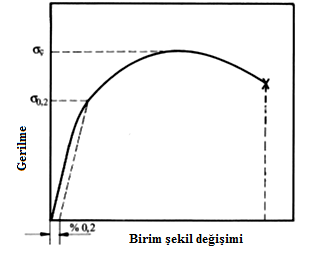 σç
σ0,2
Gerilme
% 0,2
Birim şekil değişimi